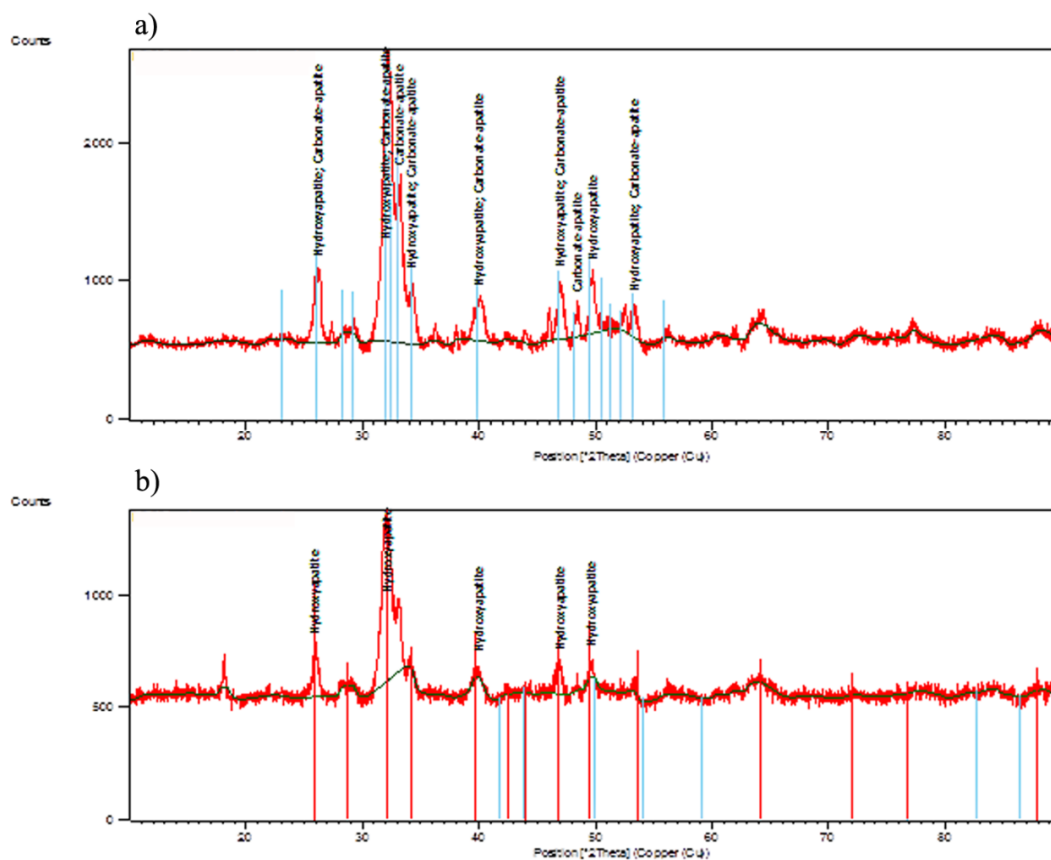 a)
Counts
Hydroxyapatite; Carbonate-apatite
Hydroxyapatite; Carbonate-apatite
Carbonate-apatite
Hydroxyapatite; Carbonate-apatite
Hydroxyapatite; Carbonate-apatite
Hydroxyapatite; Carbonate-apatite
Carbonate-apatite
Hydroxyapatite
Hydroxyapatite; Carbonate-apatite
2000
1000
0
20 30 40 50 60 70 80
Position [°2Theta] (Copper (Cu))
b)
Counts
Hydroxyapatite
Hydroxyapatite
Hydroxyapatite
Hydroxyapatite
Hydroxyapatite
1000
500
0
20 30 40 50 60 70 80
Position [°2Theta] (Copper (Cu))